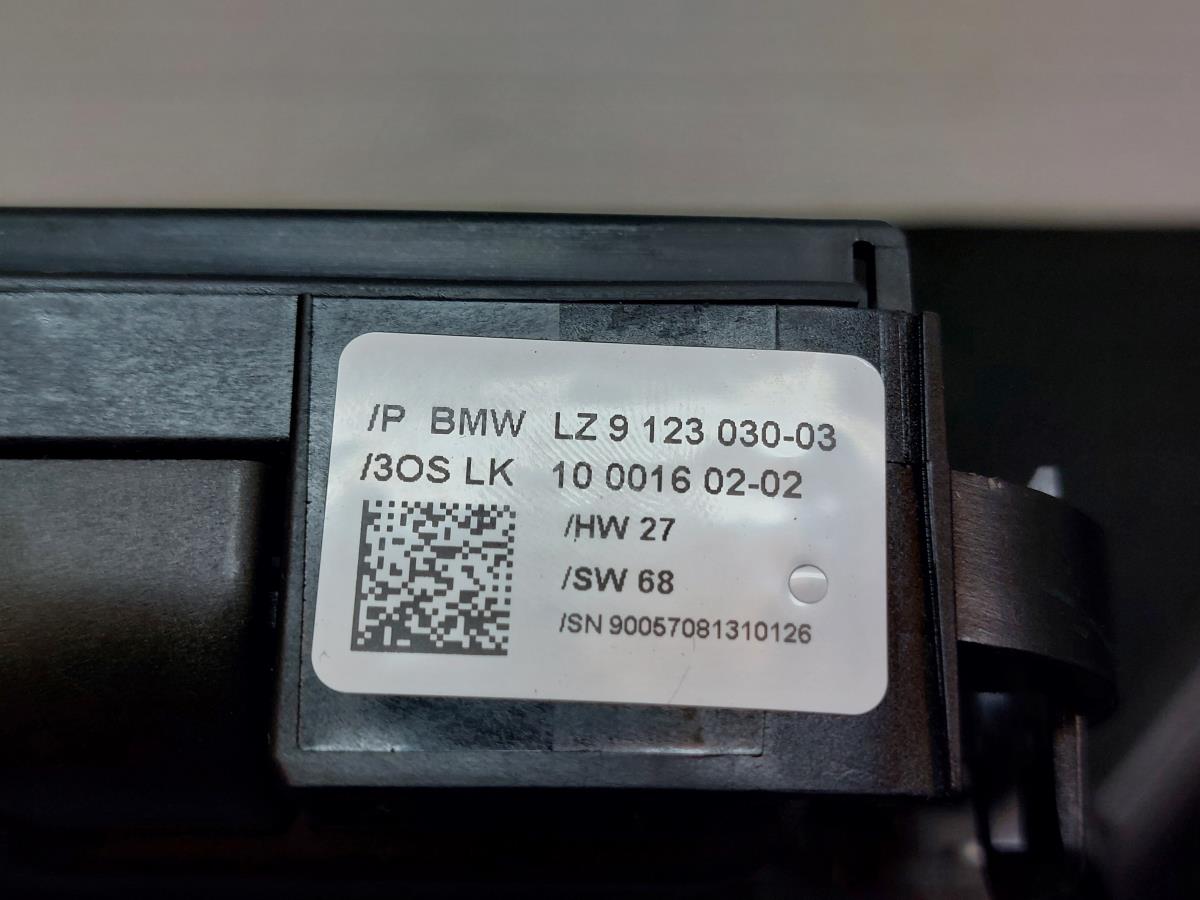 /P BMW LZ 9 123 030-03
/3OS LK 10 0016 02-02
/HW 27
/SW 68
/SN 90057081310126